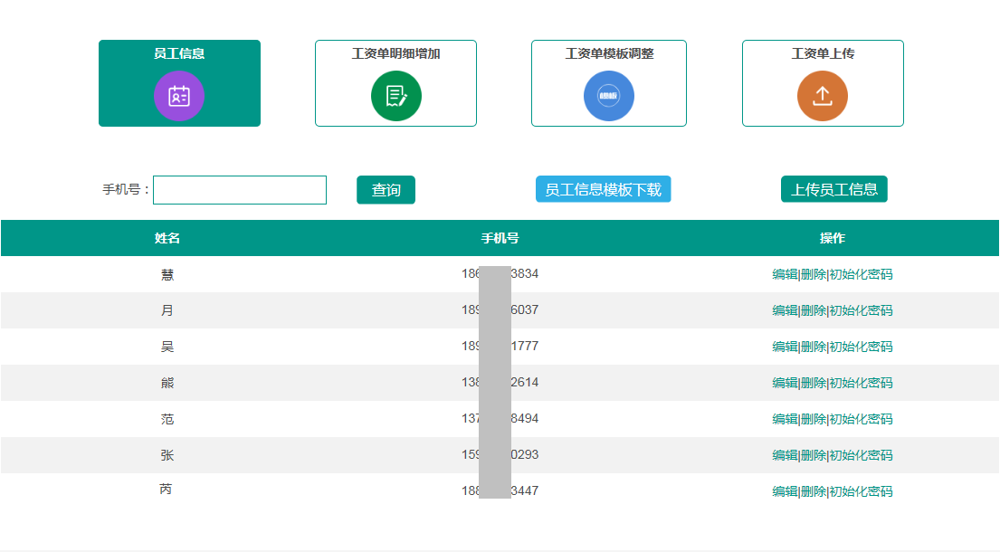 员工信息 工资单明细增加 工资单模板调整 工资单上传
模板
手机号： 查询 员工信息模板下载 上传员工信息
姓名 手机号 操作
慧 186 3834 编辑|删除|初始化密码
月 189 6037 编辑|删除|初始化密码
吴 189 1777 编辑|删除|初始化密码
熊 138 2614 编辑|删除|初始化密码
范 137 8494 编辑|删除|初始化密码
张 159 0293 编辑|删除|初始化密码
芮 188 3447 编辑|删除|初始化密码